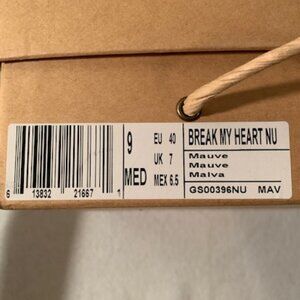 9
MED
EU 40
UK 7
MEX 6.5
BREAK MY HEART NU
Mauve
Mauve
Malva
GS00396NU MAV
6 13832 21667 1